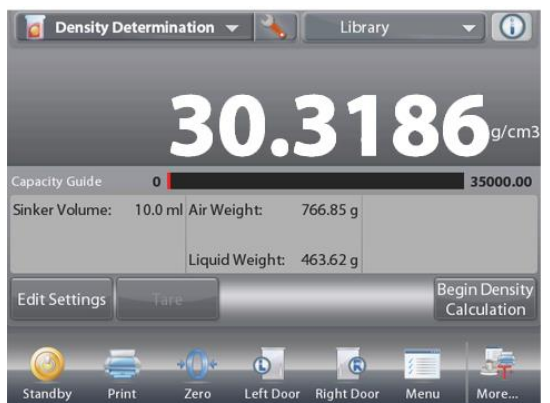 Density Determination
Library
30.3186 g/cm3
Capacity Guide 0 35000.00
Sinker Volume: 10.0 ml Air Weight: 766.85 g
Liquid Weight: 463.62 g
Edit Settings
Tare
Begin Density
Calculation
Standby Print Zero Left Door Right Door Menu More...